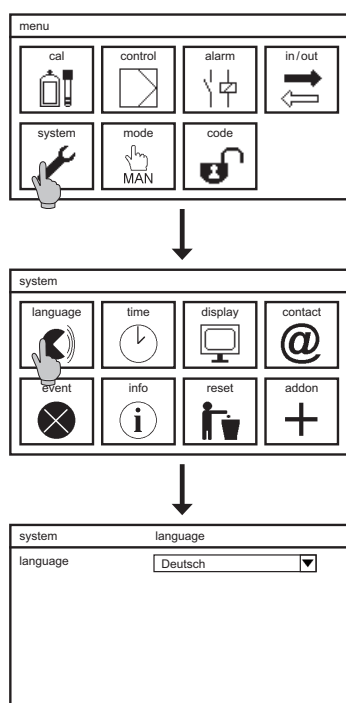 menu
cal control alarm in/out
system mode code
MAN
system
language time display contact
@
event info reset addon
i
system language
language Deutsch